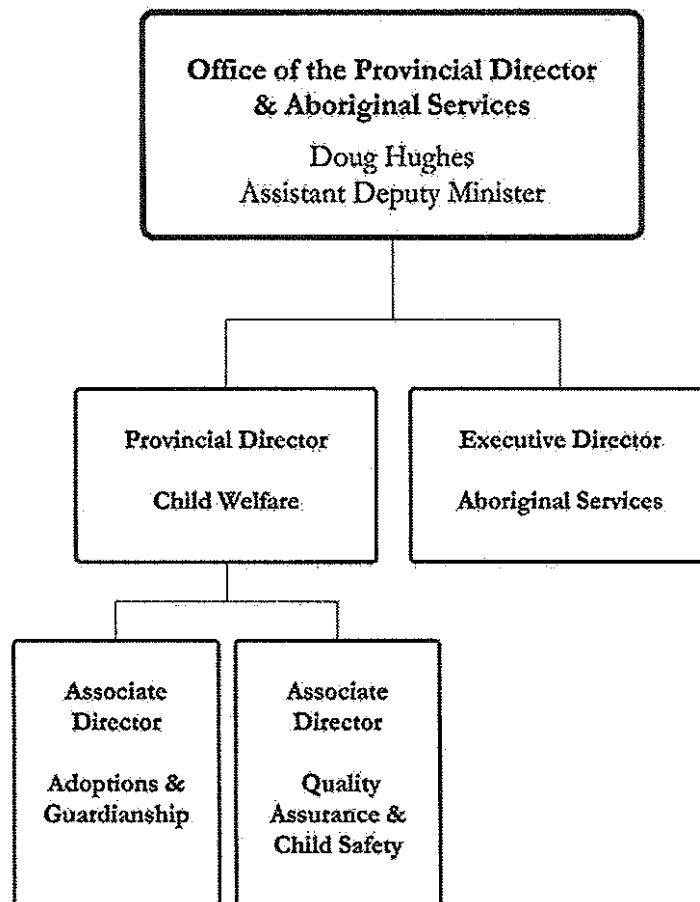 Office of the Provincial Director
& Aboriginal Services
Doug Hughes
Assistant Deputy Minister
Provincial Director
Child Welfare
Executive Director
Aboriginal Services
Associate
Director
Adoptions &
Guardianship
Associate
Director
Quality
Assurance &
Child Safety